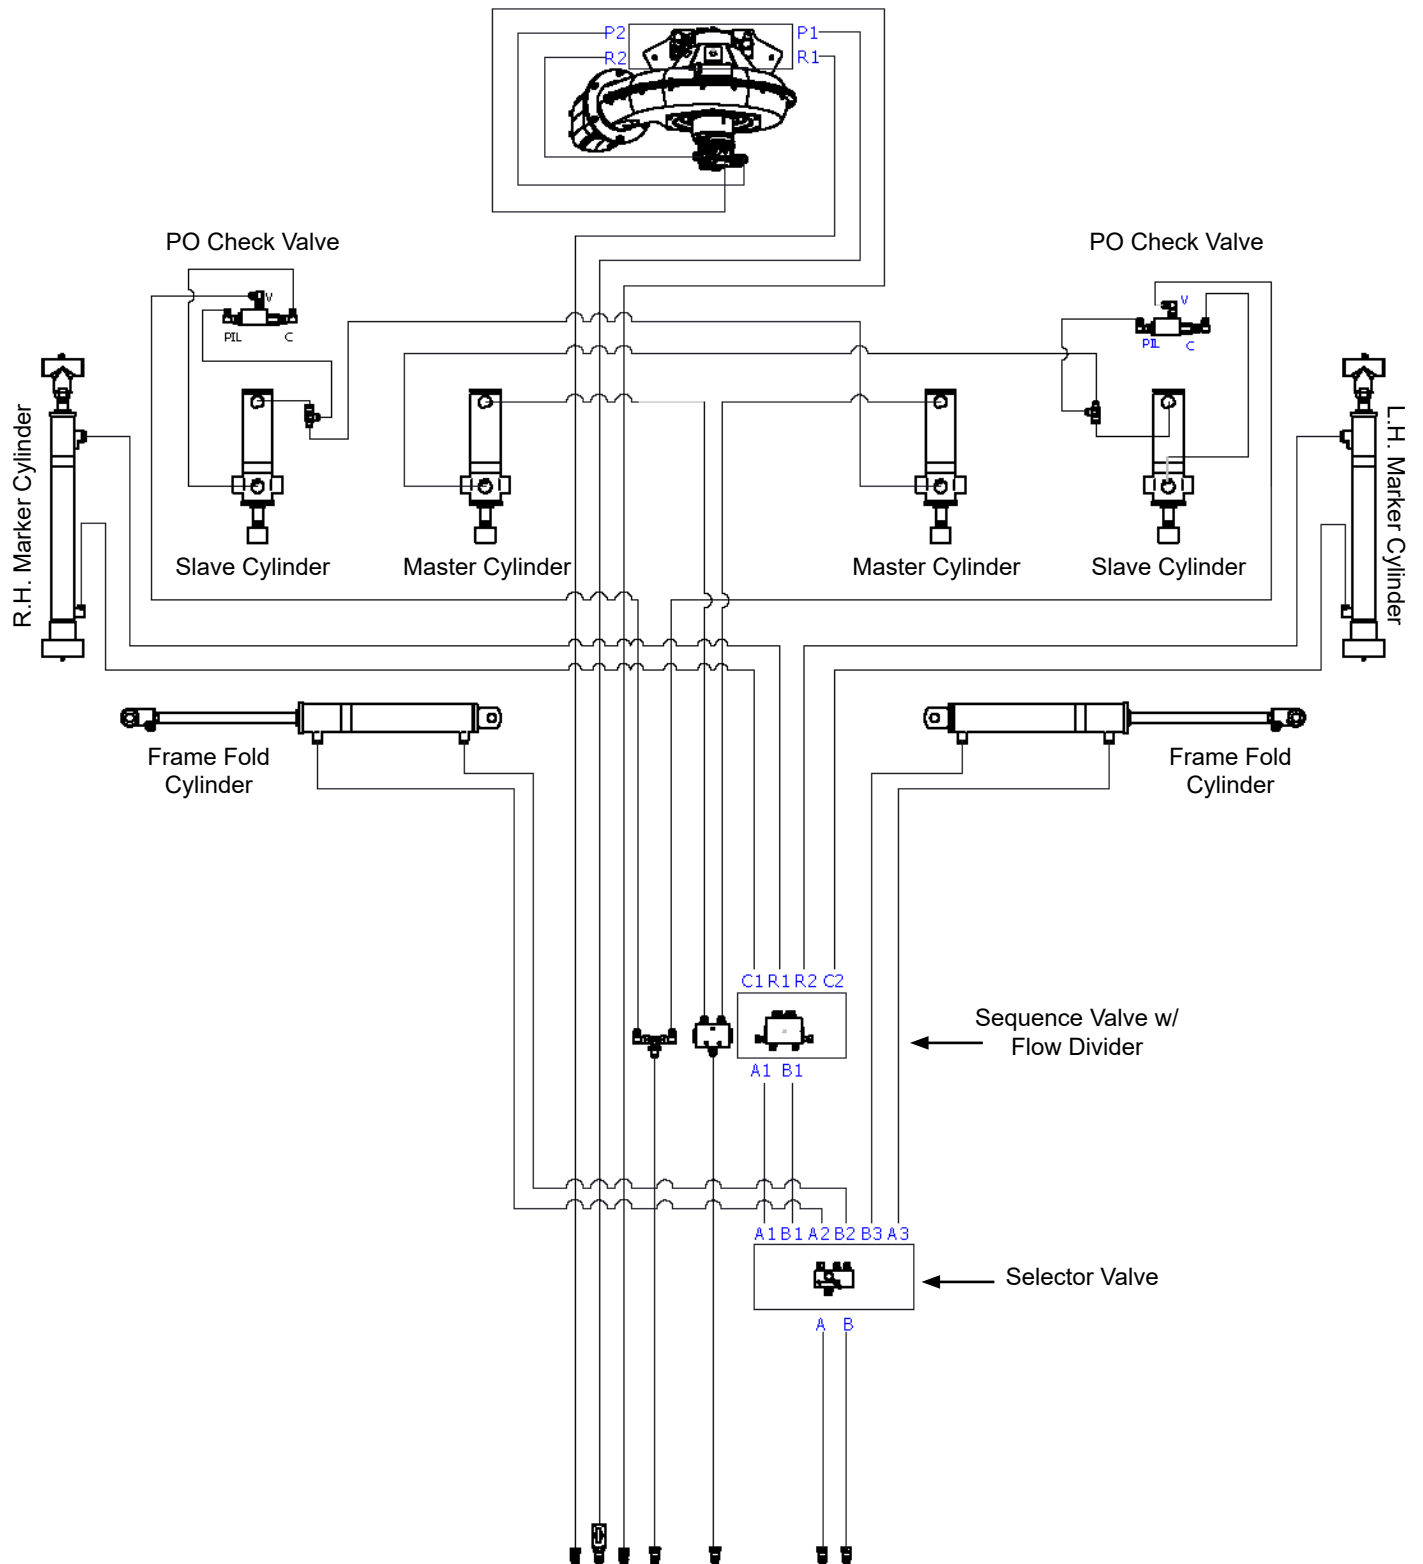 P2
P1
R2
R1
PO Check Valve
PO Check Valve
V
V
PIL
C
PIL
C
R.H. Marker Cylinder
L.H. Marker Cylinder
Slave Cylinder
Master Cylinder
Master Cylinder
Slave Cylinder
Frame Fold
Cylinder
Frame Fold
Cylinder
C1 R1 R2 C2
Sequence Valve w/
Flow Divider
A1 B1
A1 B1 A2 B2 B3 A3
Selector Valve
A B